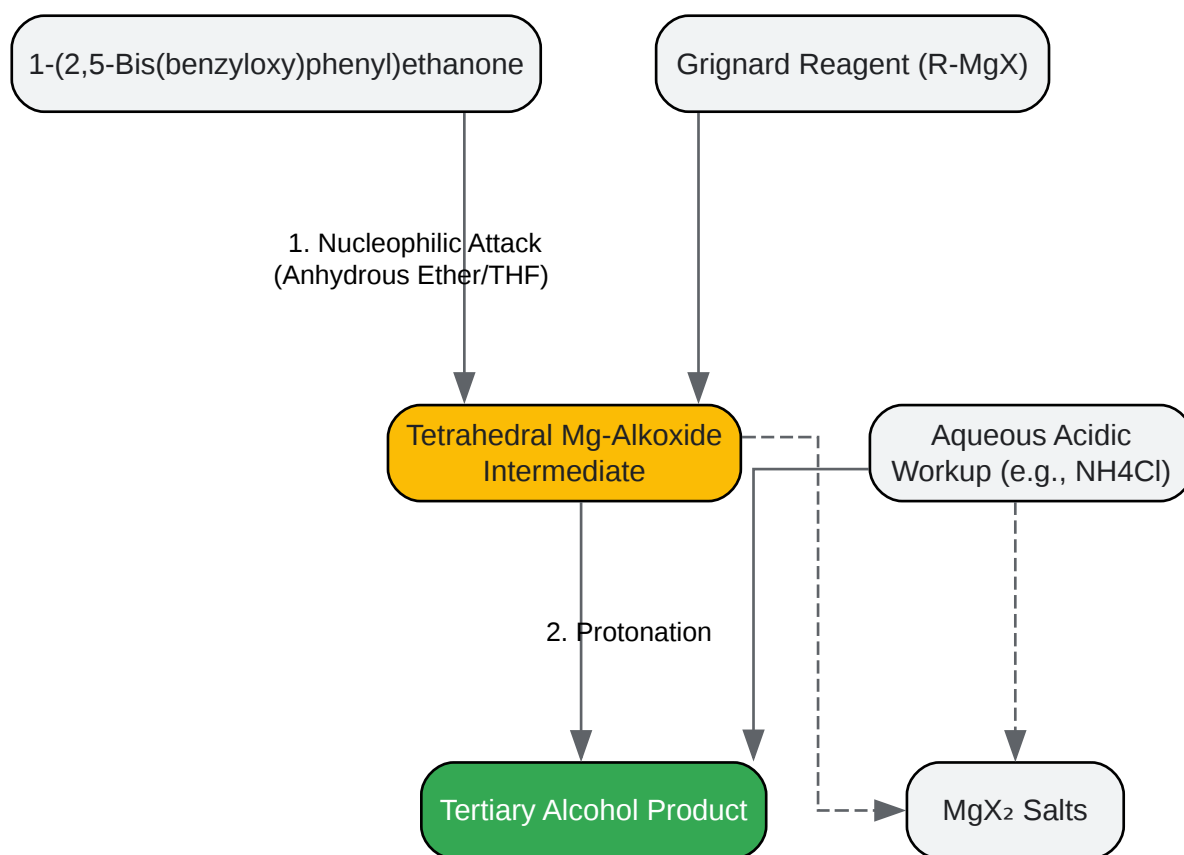 1-(2,5-Bis(benzyloxy)phenyl)ethanone
Grignard Reagent (R-MgX)
1. Nucleophilic Attack
(Anhydrous Ether/THF)
Tetrahedral Mg-Alkoxide
Intermediate
Aqueous Acidic
Workup (e.g., NH4Cl)
2. Protonation
Tertiary Alcohol Product
MgX₂ Salts